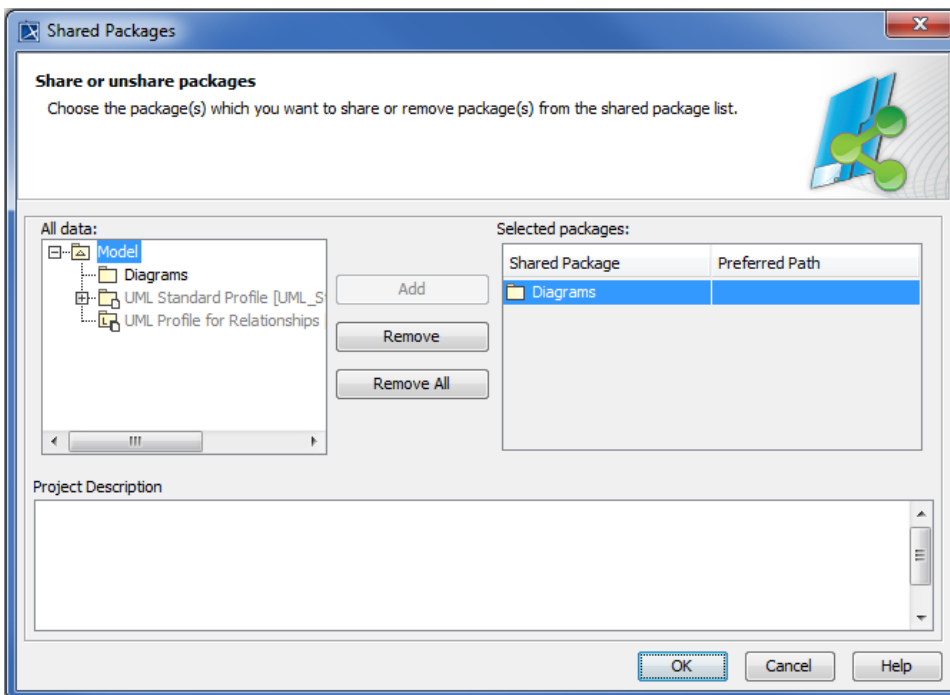 Shared Packages
Share or unshare packages
Choose the package(s) which you want to share or remove package(s) from the shared package list.
All data:
Selected packages:
Model
Diagrams
UML Standard Profile [UML_S
UML Profile for Relationships
Add
Remove
Remove All
Shared Package Preferred Path
Diagrams
Project Description
OK Cancel Help